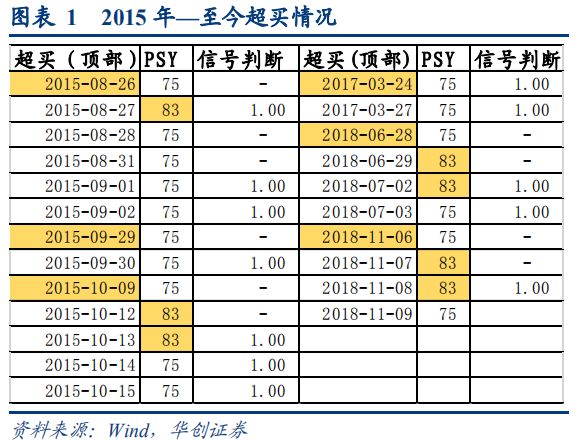 图表 1 2015 年—至今超买情况
超买（顶部） PSY 信号判断 超买(顶部) PSY 信号判断
2015-08-26 75 - 2017-03-24 75 1.00
2015-08-27 83 1.00 2017-03-27 75 1.00
2015-08-28 75 - 2018-06-28 75 -
2015-08-31 75 - 2018-06-29 83 -
2015-09-01 75 1.00 2018-07-02 83 1.00
2015-09-02 75 1.00 2018-07-03 75 1.00
2015-09-29 75 - 2018-11-06 75 -
2015-09-30 75 1.00 2018-11-07 83 -
2015-10-09 75 - 2018-11-08 83 1.00
2015-10-12 83 - 2018-11-09 75
2015-10-13 83 1.00
2015-10-14 75 1.00
2015-10-15 75 1.00
资料来源：Wind，华创证券